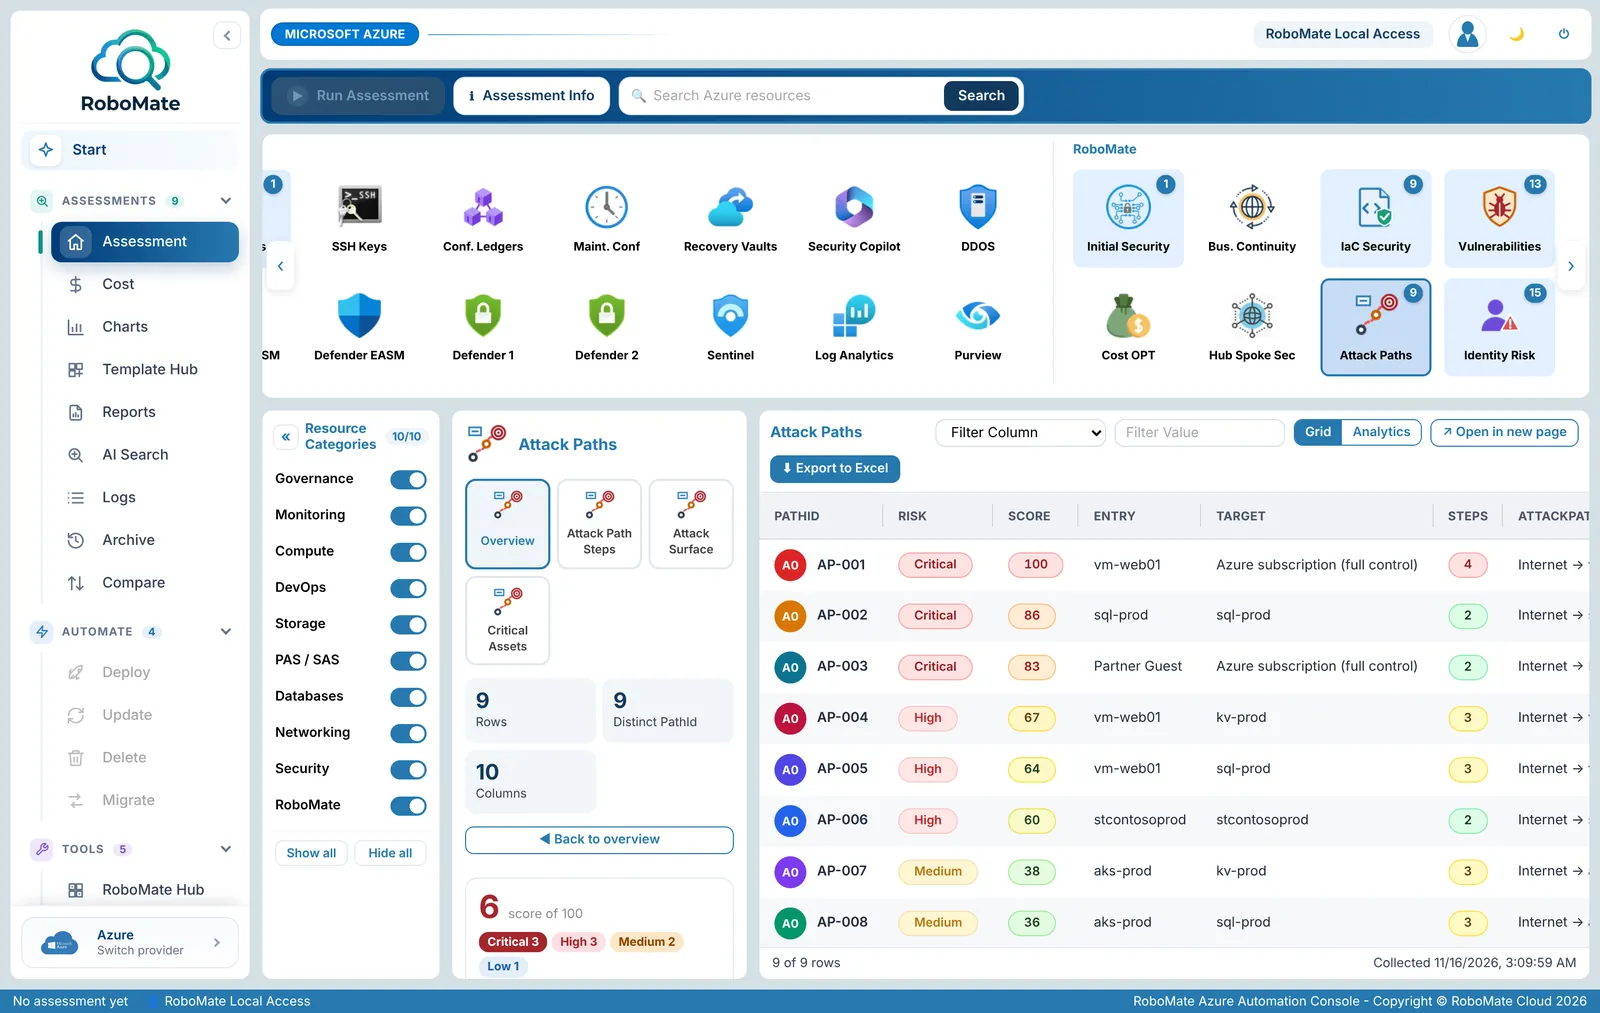 RoboMate
Start
ASSESSMENTS 9
Assessment
Cost
Charts
Template Hub
Reports
AI Search
Logs
Archive
Compare
AUTOMATE 4
Deploy
Update
Delete
Migrate
TOOLS 5
RoboMate Hub
Azure
Switch provider
MICROSOFT AZURE
RoboMate Local Access
Run Assessment
Assessment Info
Search Azure resources
Search
1
s
SSH Keys
Conf. Ledgers
Maint. Conf
Recovery Vaults
Security Copilot
DDOS
SM
Defender EASM
Defender 1
Defender 2
Sentinel
Log Analytics
Purview
RoboMate
1
Initial Security
Bus. Continuity
9
IaC Security
13
Vulnerabilities
Cost OPT
Hub Spoke Sec
9
Attack Paths
15
Identity Risk
Resource
Categories
10/10
Governance
Monitoring
Compute
DevOps
Storage
PAS / SAS
Databases
Networking
Security
RoboMate
Show all
Hide all
Attack Paths
Overview
Attack Path
Steps
Attack
Surface
Critical
Assets
9
Rows
9
Distinct PathId
10
Columns
Back to overview
6 score of 100
Critical 3 High 3 Medium 2
Low 1
Attack Paths
Filter Column
Filter Value
Grid
Analytics
Open in new page
Export to Excel
PATHID RISK SCORE ENTRY TARGET STEPS ATTACKPAT
A0 AP-001 Critical 100 vm-web01 Azure subscription (full control) 4 Internet →
A0 AP-002 Critical 86 sql-prod sql-prod 2 Internet →
A0 AP-003 Critical 83 Partner Guest Azure subscription (full control) 2 Internet →
A0 AP-004 High 67 vm-web01 kv-prod 3 Internet →
A0 AP-005 High 64 vm-web01 sql-prod 3 Internet →
A0 AP-006 High 60 stcontosoprod stcontosoprod 2 Internet →
A0 AP-007 Medium 38 aks-prod kv-prod 3 Internet →
A0 AP-008 Medium 36 aks-prod sql-prod 3 Internet →
9 of 9 rows
Collected 11/16/2026, 3:09:59 AM
No assessment yet
RoboMate Local Access
RoboMate Azure Automation Console - Copyright © RoboMate Cloud 2026